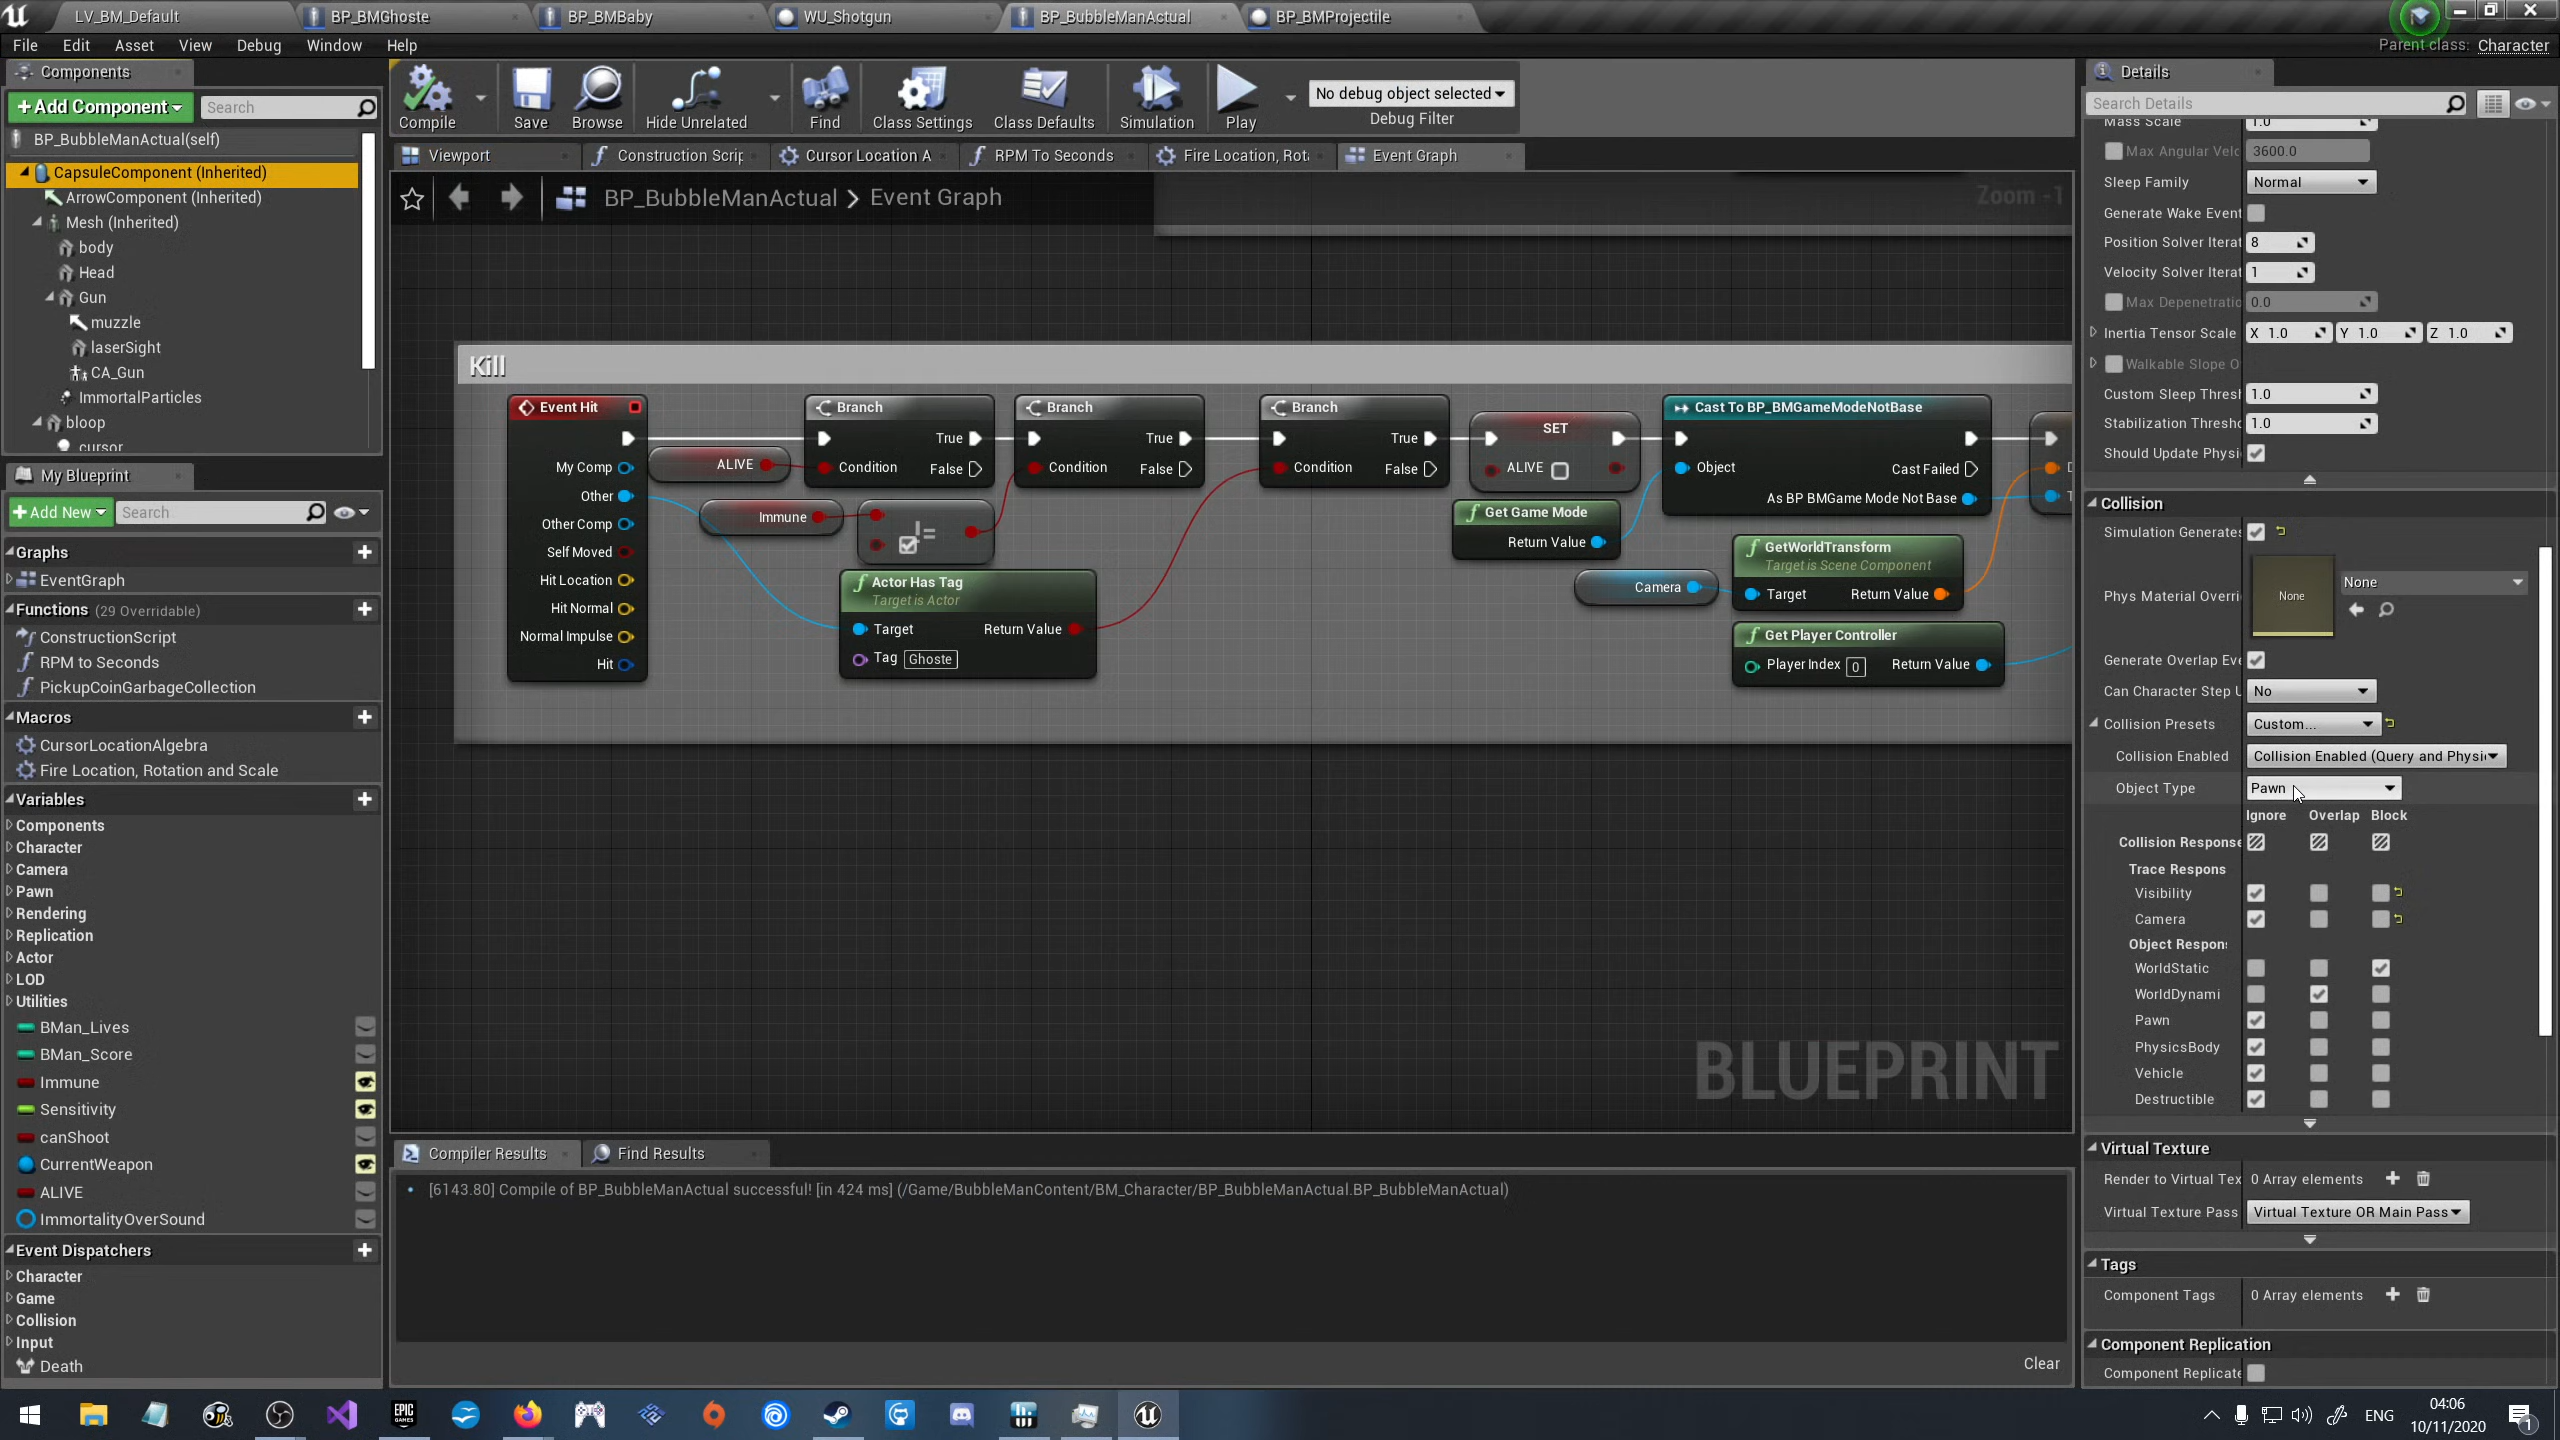 LV_BM_Default
BP_BMGhoste
BP_BMBaby
WU_Shotgun
BP_BubbleManActual
BP_BMProjectile
File Edit Asset View Debug Window Help
Parent class: Character
Components
+Add Component
Search
BP_BubbleManActual(self)
CapsuleComponent (Inherited)
ArrowComponent (Inherited)
Mesh (Inherited)
body
Head
Gun
muzzle
laserSight
CA_Gun
ImmortalParticles
bloop
cursor
My Blueprint
+Add New
Search
Graphs
EventGraph
Functions (29 Overridable)
ConstructionScript
RPM to Seconds
PickupCoinGarbageCollection
Macros
CursorLocationAlgebra
Fire Location, Rotation and Scale
Variables
Components
Character
Camera
Pawn
Rendering
Replication
Actor
LOD
Utilities
BMan_Lives
BMan_Score
Immune
Sensitivity
canShoot
CurrentWeapon
ALIVE
ImmortalityOverSound
Event Dispatchers
Character
Game
Collision
Input
Death
Compile
Save
Browse
Hide Unrelated
Find
Class Settings
Class Defaults
Simulation
Play
No debug object selected
Debug Filter
Viewport
Construction Scrip
Cursor Location A
RPM To Seconds
Fire Location, Rot
Event Graph
BP_BubbleManActual > Event Graph
Zoom -1
Kill
Event Hit
My Comp
Other
Other Comp
Self Moved
Hit Location
Hit Normal
Normal Impulse
Hit
ALIVE
Immune
Branch
True
Condition
False
!=
Actor Has Tag
Target is Actor
Target
Return Value
Tag Ghoste
Branch
True
Condition
False
Branch
True
Condition
False
SET
ALIVE
Get Game Mode
Return Value
Cast To BP_BMGameModeNotBase
Object
Cast Failed
As BP BMGame Mode Not Base
Camera
GetWorldTransform
Target is Scene Component
Target
Return Value
Get Player Controller
Player Index 0
Return Value
BLUEPRINT
Compiler Results
Find Results
[6143.80] Compile of BP_BubbleManActual successful! [in 424 ms] (/Game/BubbleManContent/BM_Character/BP_BubbleManActual.BP_BubbleManActual)
Clear
Details
Search Details
Mass Scale 1.0
Max Angular Velo 3600.0
Sleep Family Normal
Generate Wake Event
Position Solver Iterat 8
Velocity Solver Iterat 1
Max Depenetratio 0.0
Inertia Tensor Scale X 1.0 Y 1.0 Z 1.0
Walkable Slope O
Custom Sleep Thresl 1.0
Stabilization Thresho 1.0
Should Update Physi
Collision
Simulation Generates
Phys Material Overri
None
None
Generate Overlap Eve
Can Character Step U No
Collision Presets Custom...
Collision Enabled Collision Enabled (Query and Physi
Object Type Pawn
Ignore Overlap Block
Collision Response
Trace Respons
Visibility
Camera
Object Respon
WorldStatic
WorldDynami
Pawn
PhysicsBody
Vehicle
Destructible
Virtual Texture
Render to Virtual Tex 0 Array elements
Virtual Texture Pass Virtual Texture OR Main Pass
Tags
Component Tags 0 Array elements
Component Replication
Component Replicate
EPIC GAMES
ENG
04:06
10/11/2020
1